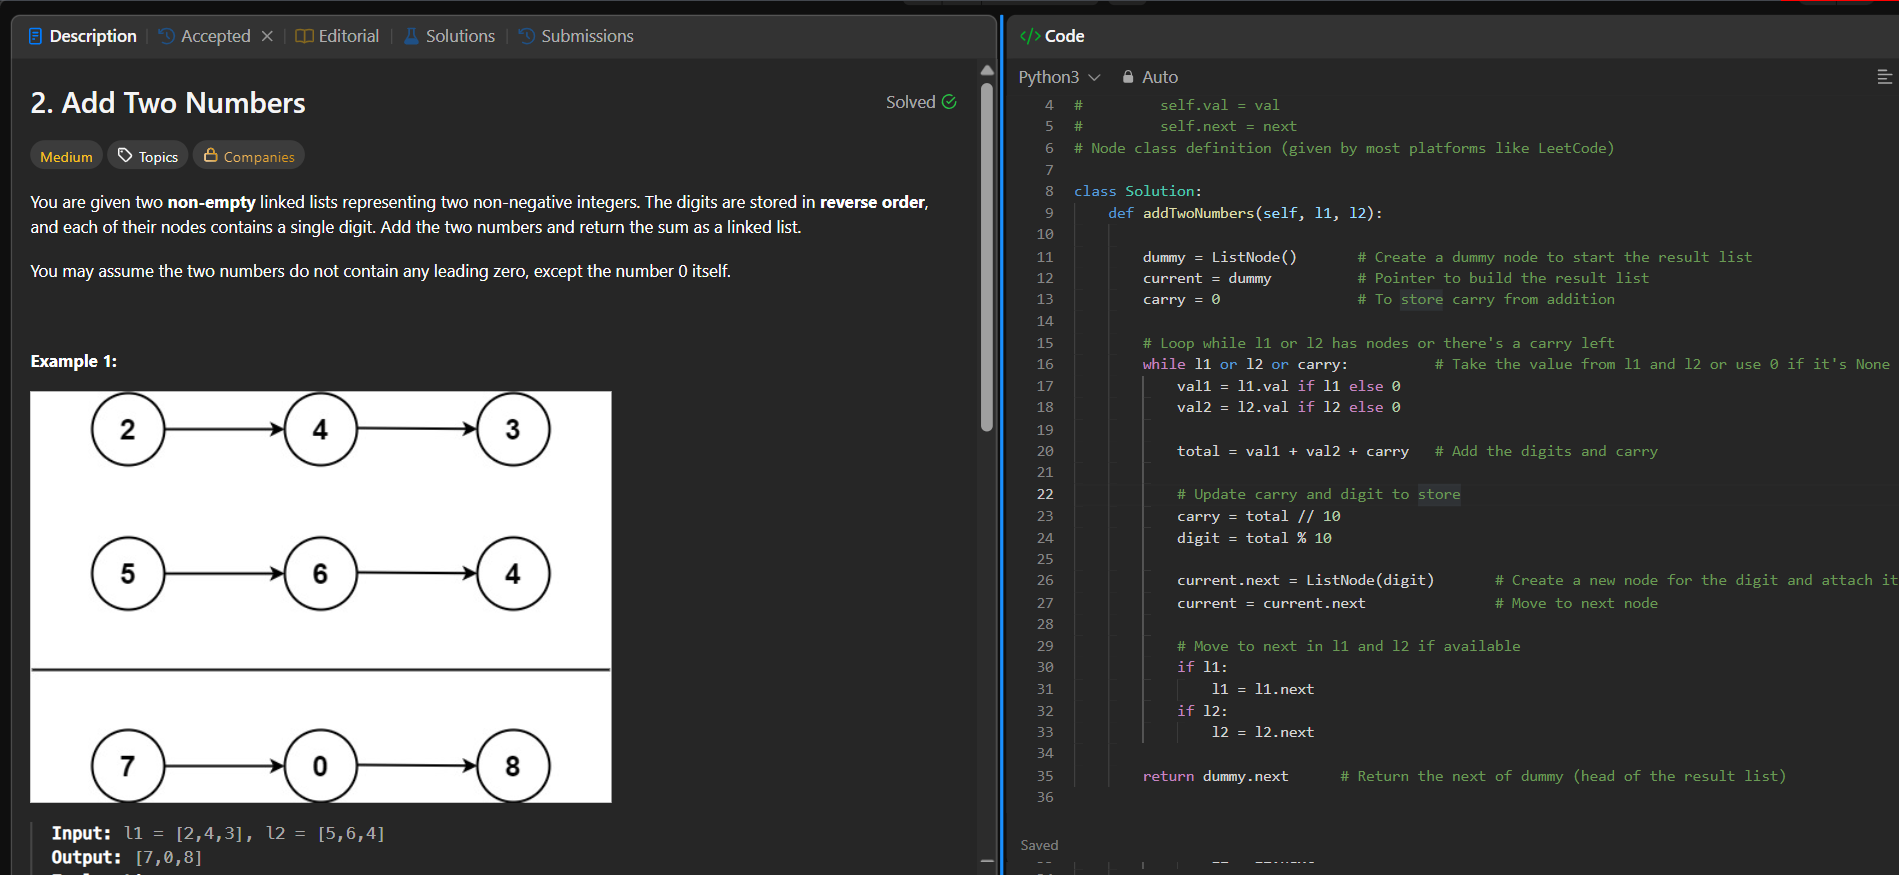 Description
Accepted
Editorial
Solutions
Submissions
2. Add Two Numbers
Solved
Medium
Topics
Companies
You are given two non-empty linked lists representing two non-negative integers. The digits are stored in reverse order,
and each of their nodes contains a single digit. Add the two numbers and return the sum as a linked list.
You may assume the two numbers do not contain any leading zero, except the number 0 itself.
Example 1:
2 4 3
5 6 4
7 0 8
Input: l1 = [2,4,3], l2 = [5,6,4]
Output: [7,0,8]
</> Code
Python3
Auto
4 #         self.val = val
5 #         self.next = next
6 # Node class definition (given by most platforms like LeetCode)
7
8 class Solution:
9     def addTwoNumbers(self, l1, l2):
10
11         dummy = ListNode()       # Create a dummy node to start the result list
12         current = dummy          # Pointer to build the result list
13         carry = 0                # To store carry from addition
14
15         # Loop while l1 or l2 has nodes or there's a carry left
16         while l1 or l2 or carry:          # Take the value from l1 and l2 or use 0 if it's None
17             val1 = l1.val if l1 else 0
18             val2 = l2.val if l2 else 0
19
20             total = val1 + val2 + carry   # Add the digits and carry
21
22             # Update carry and digit to store
23             carry = total // 10
24             digit = total % 10
25
26             current.next = ListNode(digit)       # Create a new node for the digit and attach it
27             current = current.next               # Move to next node
28
29             # Move to next in l1 and l2 if available
30             if l1:
31                 l1 = l1.next
32             if l2:
33                 l2 = l2.next
34
35         return dummy.next      # Return the next of dummy (head of the result list)
36
Saved